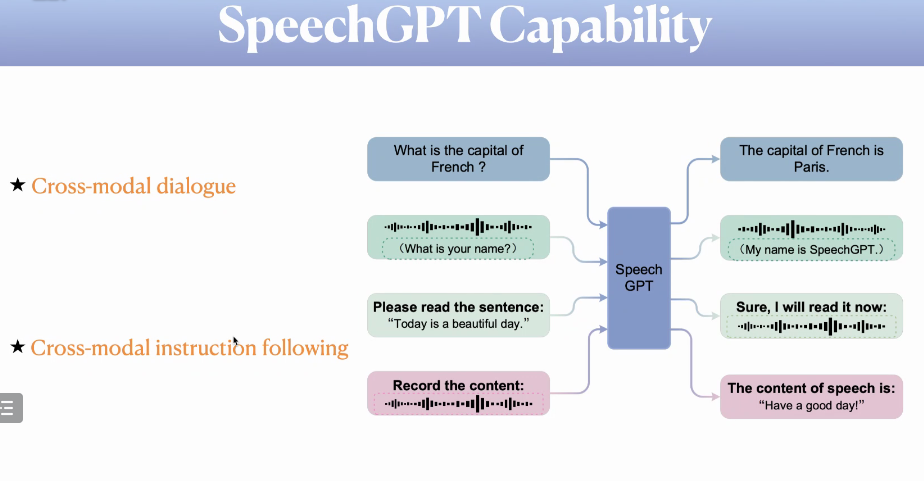 SpeechGPT Capability
★ Cross-modal dialogue
★ Cross-modal instruction following
What is the capital of
French ?
(What is your name?)
Please read the sentence:
“Today is a beautiful day.”
Record the content:
Speech
GPT
The capital of French is
Paris.
(My name is SpeechGPT.)
Sure, I will read it now:
The content of speech is:
“Have a good day!”